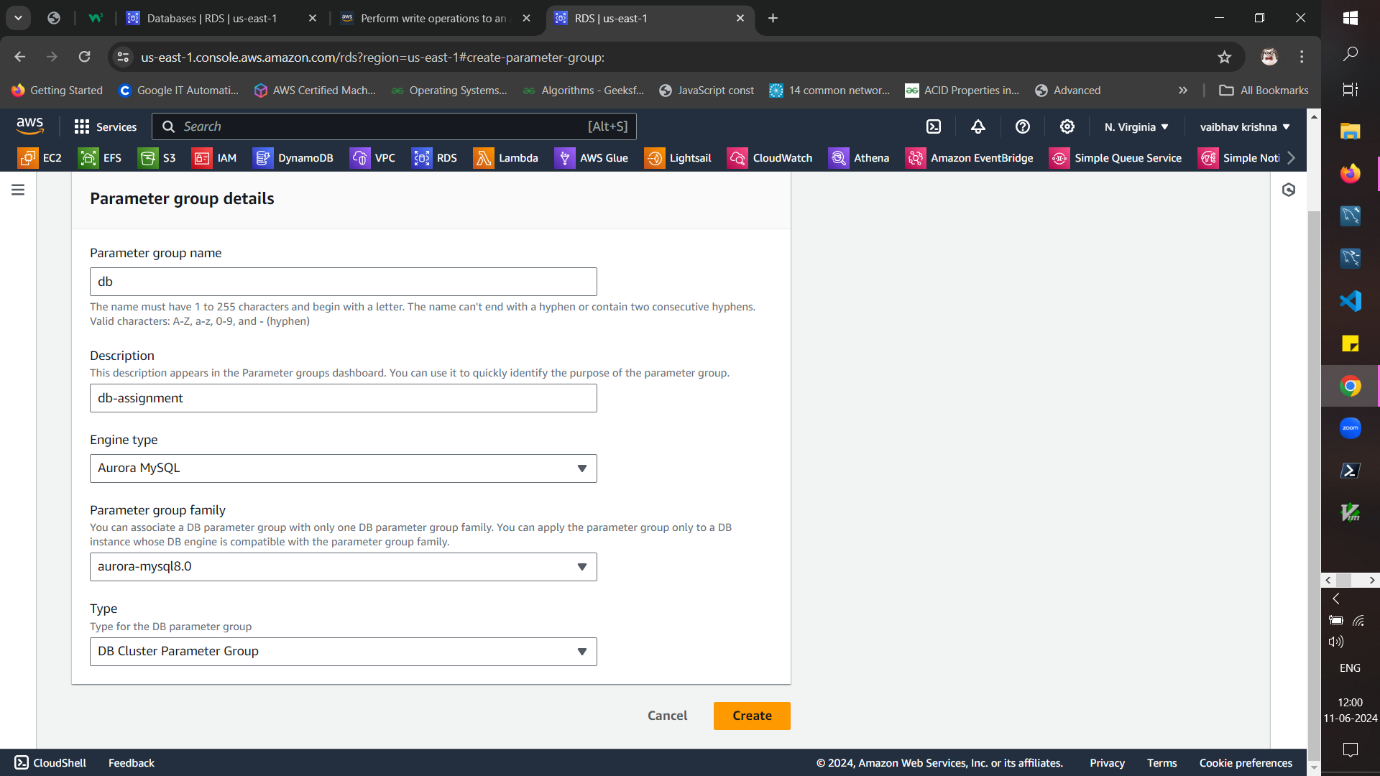 Databases | RDS | us-east-1
Perform write operations to an
RDS | us-east-1
us-east-1.console.aws.amazon.com/rds?region=us-east-1#create-parameter-group:
Getting Started
Google IT Automati...
AWS Certified Mach...
Operating Systems...
Algorithms - Geeksf...
JavaScript const
14 common networ...
ACID Properties in...
Advanced
»
All Bookmarks
aws
Services
Search
[Alt+S]
N. Virginia
vaibhav krishna
EC2
EFS
S3
IAM
DynamoDB
VPC
RDS
Lambda
AWS Glue
Lightsail
CloudWatch
Athena
Amazon EventBridge
Simple Queue Service
Simple Noti
Parameter group details
Parameter group name
db
The name must have 1 to 255 characters and begin with a letter. The name can't end with a hyphen or contain two consecutive hyphens.
Valid characters: A-Z, a-z, 0-9, and - (hyphen)
Description
This description appears in the Parameter groups dashboard. You can use it to quickly identify the purpose of the parameter group.
db-assignment
Engine type
Aurora MySQL
Parameter group family
You can associate a DB parameter group with only one DB parameter group family. You can apply the parameter group only to a DB
instance whose DB engine is compatible with the parameter group family.
aurora-mysql8.0
Type
Type for the DB parameter group
DB Cluster Parameter Group
Cancel
Create
CloudShell
Feedback
© 2024, Amazon Web Services, Inc. or its affiliates.
Privacy
Terms
Cookie preferences
zoom
ENG
12:00
11-06-2024